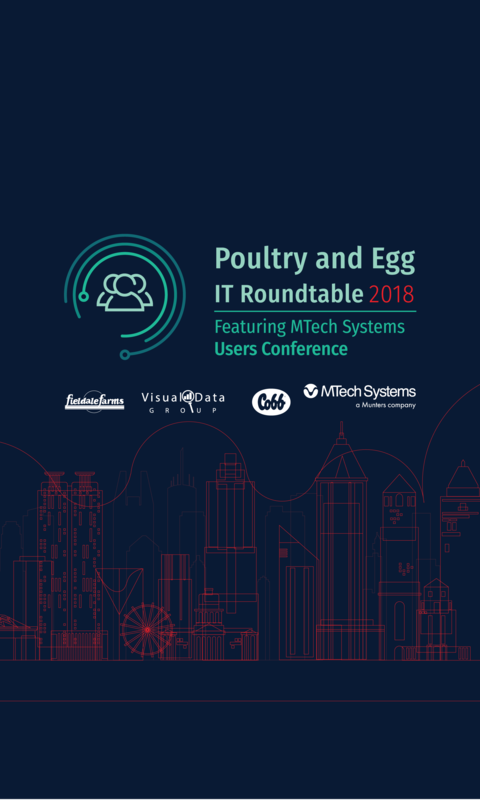 Poultry and Egg
IT Roundtable 2018
Featuring MTech Systems
Users Conference
fieldale farms
Visual Data
GROUP
Cobb
MTech Systems
a Munters company